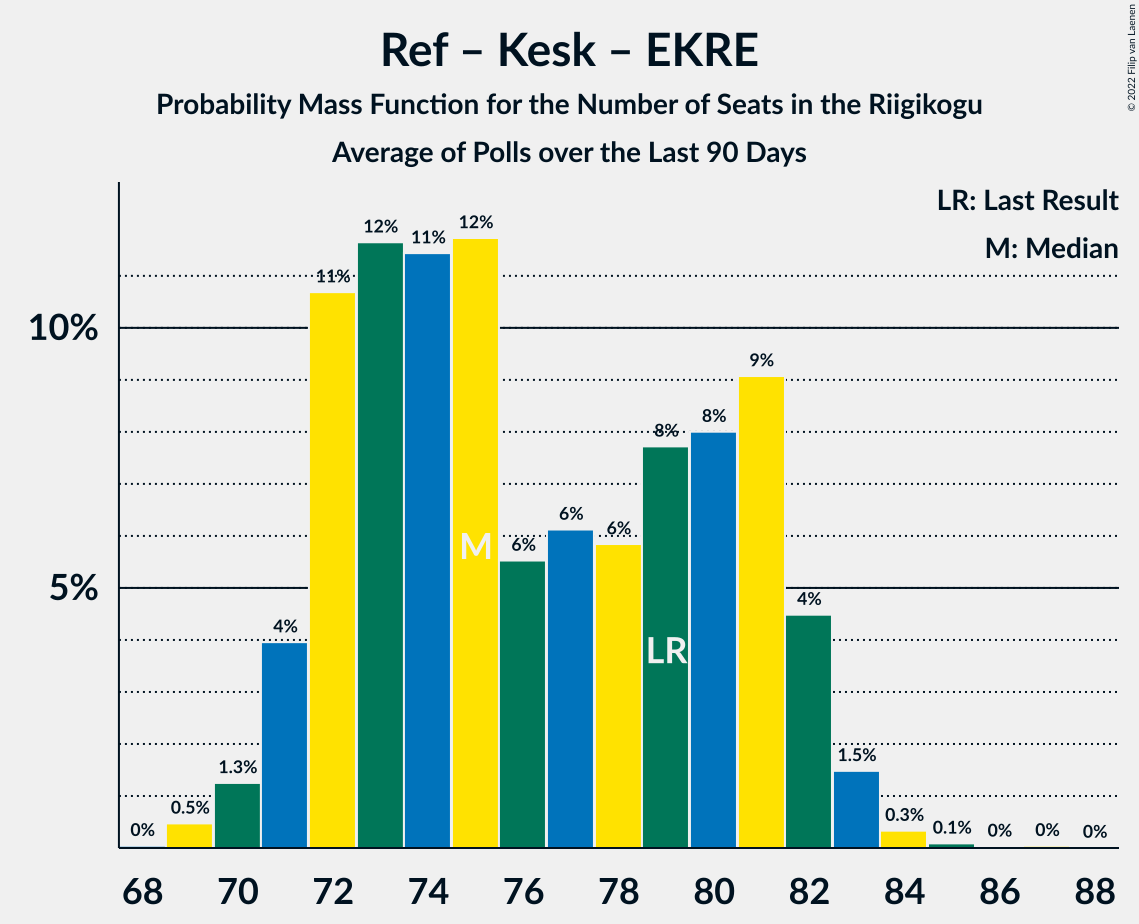 Ref – Kesk – EKRE
Probability Mass Function for the Number of Seats in the Riigikogu
Average of Polls over the Last 90 Days
© 2022 Filip van Laenen
LR: Last Result
M: Median
10%
5%
0%
0.5%
1.3%
4%
11%
12%
11%
12%
6%
6%
6%
8%
8%
9%
4%
1.5%
0.3%
0.1%
0%
0%
0%
M
LR
68 70 72 74 76 78 80 82 84 86 88